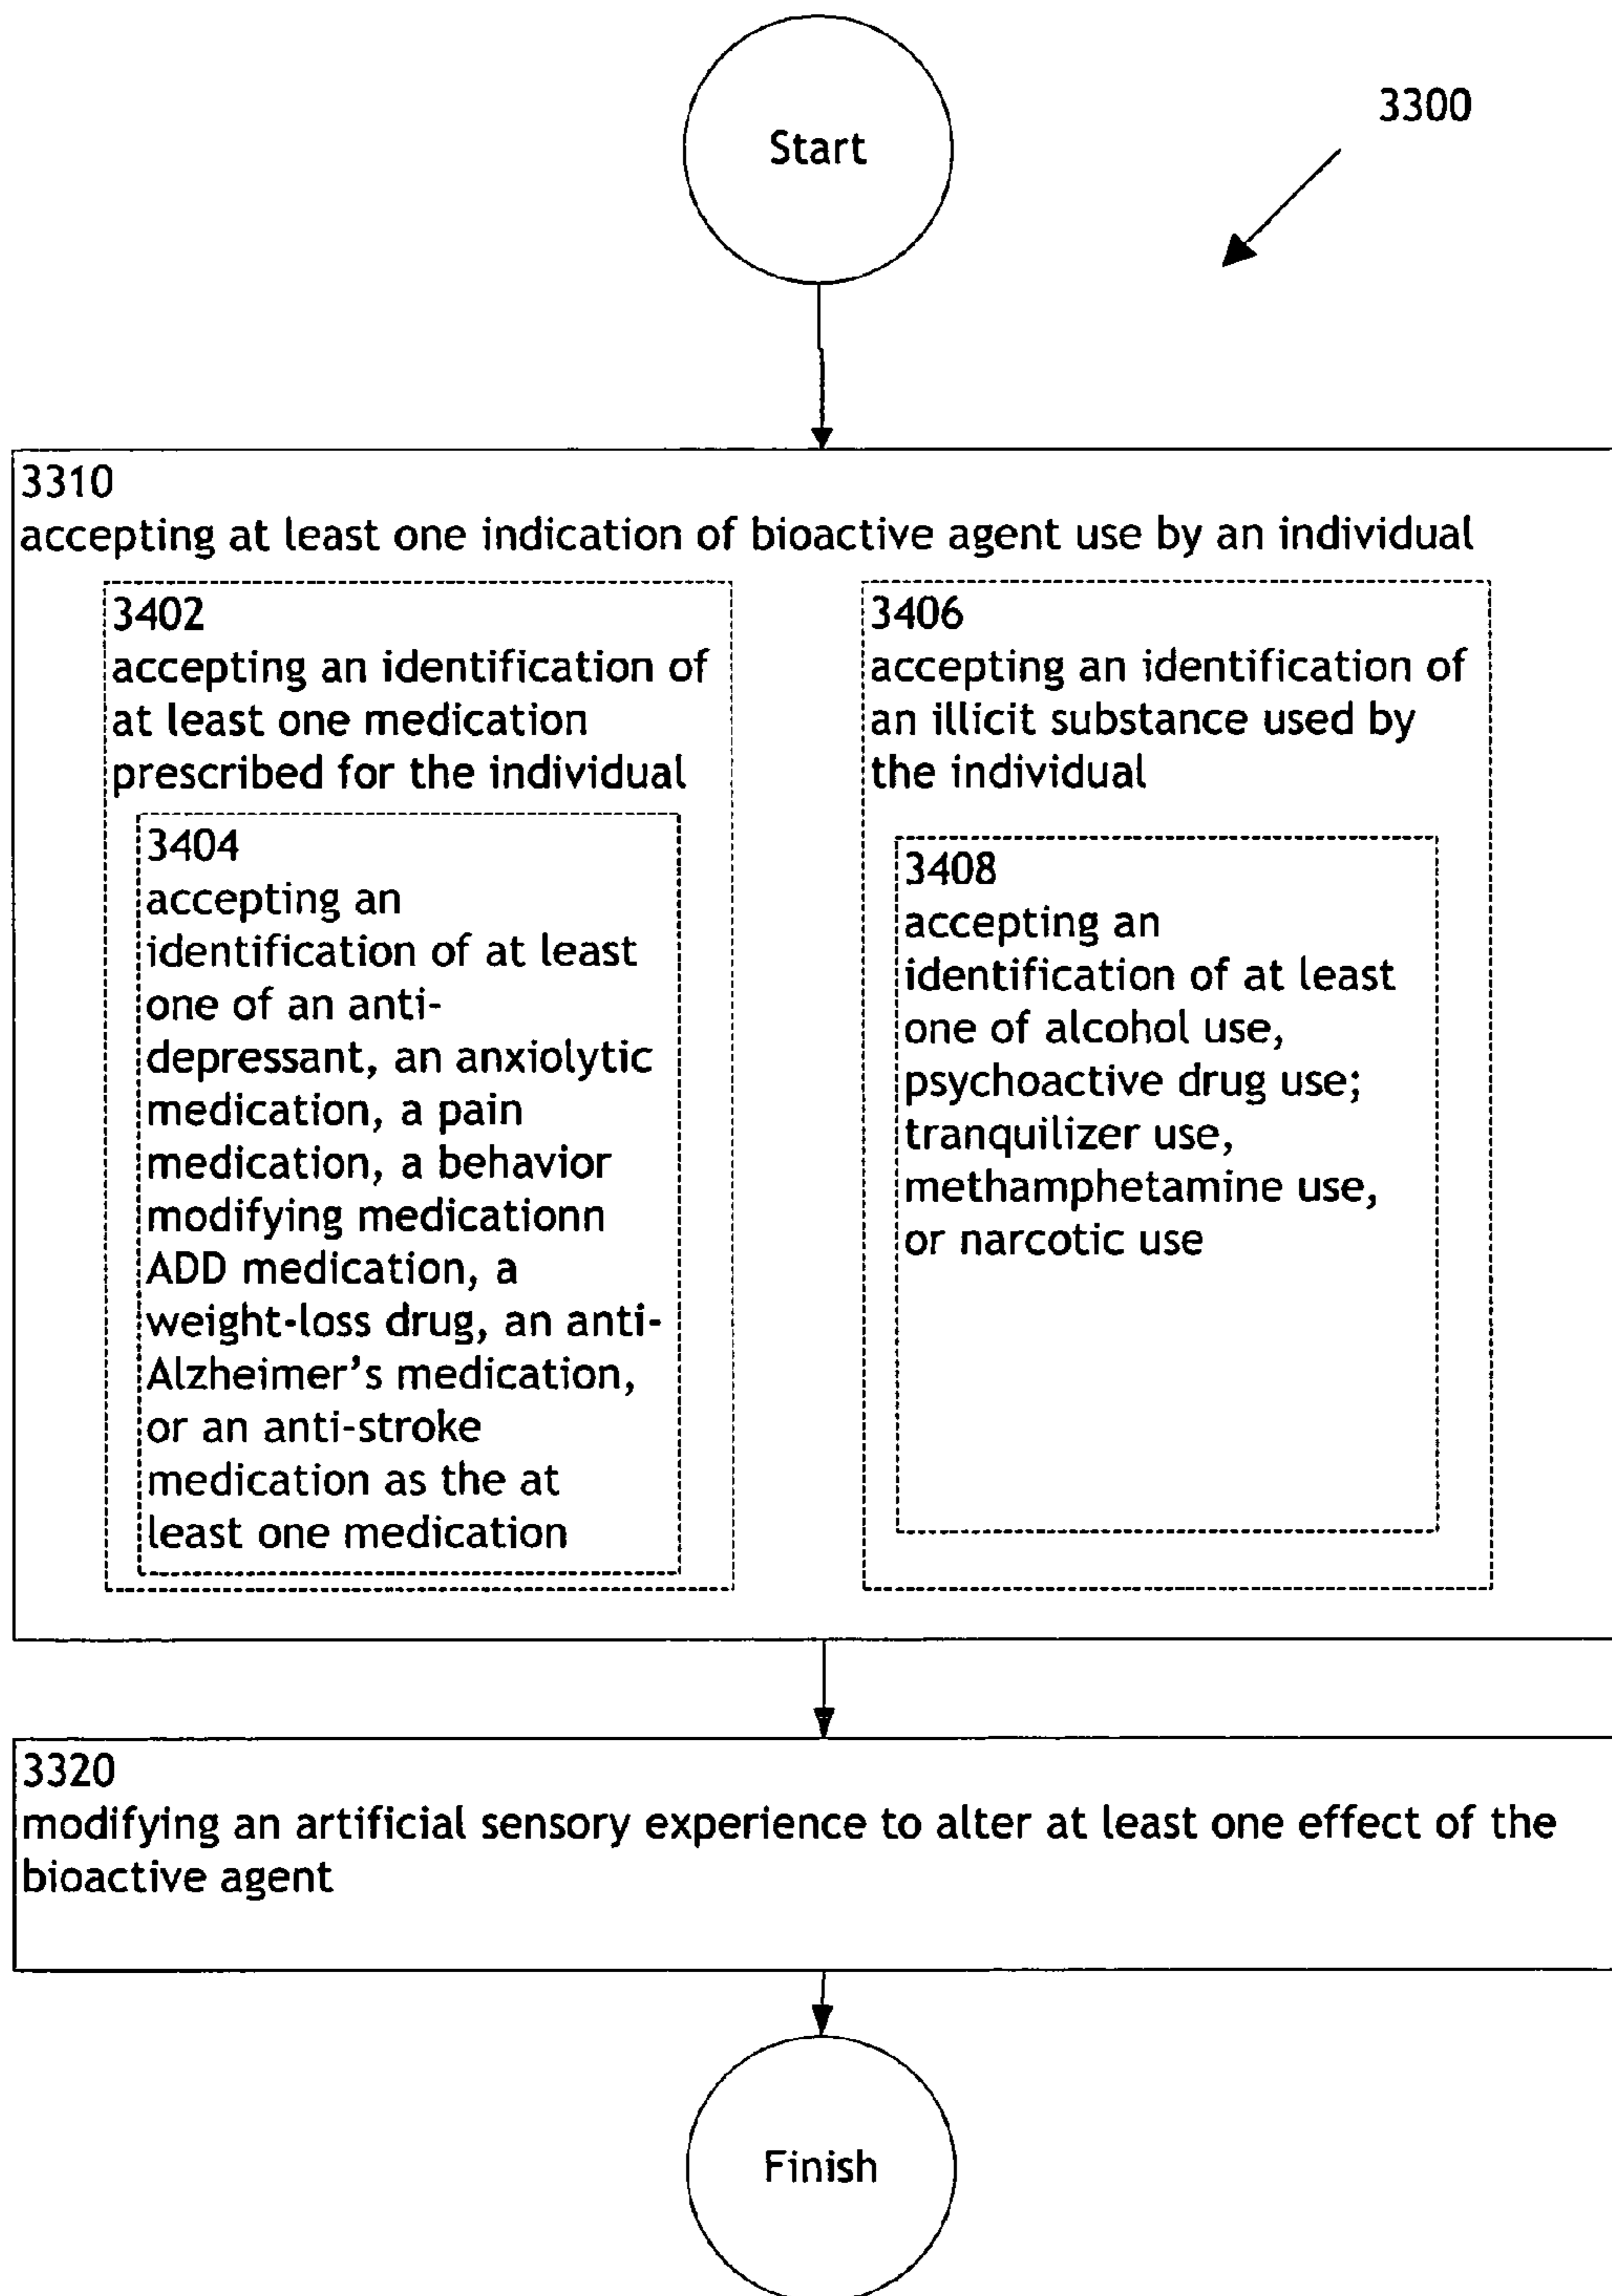 Start
3300
3310
accepting at least one indication of bioactive agent use by an individual
3402
accepting an identification of
at least one medication
prescribed for the individual
3404
accepting an
identification of at least
one of an anti-
depressant, an anxiolytic
medication, a pain
medication, a behavior
modifying medicationn
ADD medication, a
weight-loss drug, an anti-
Alzheimer's medication,
or an anti-stroke
medication as the at
least one medication
3406
accepting an identification of
an illicit substance used by
the individual
3408
accepting an
identification of at least
one of alcohol use,
psychoactive drug use;
tranquilizer use,
methamphetamine use,
or narcotic use
3320
modifying an artificial sensory experience to alter at least one effect of the
bioactive agent
Finish